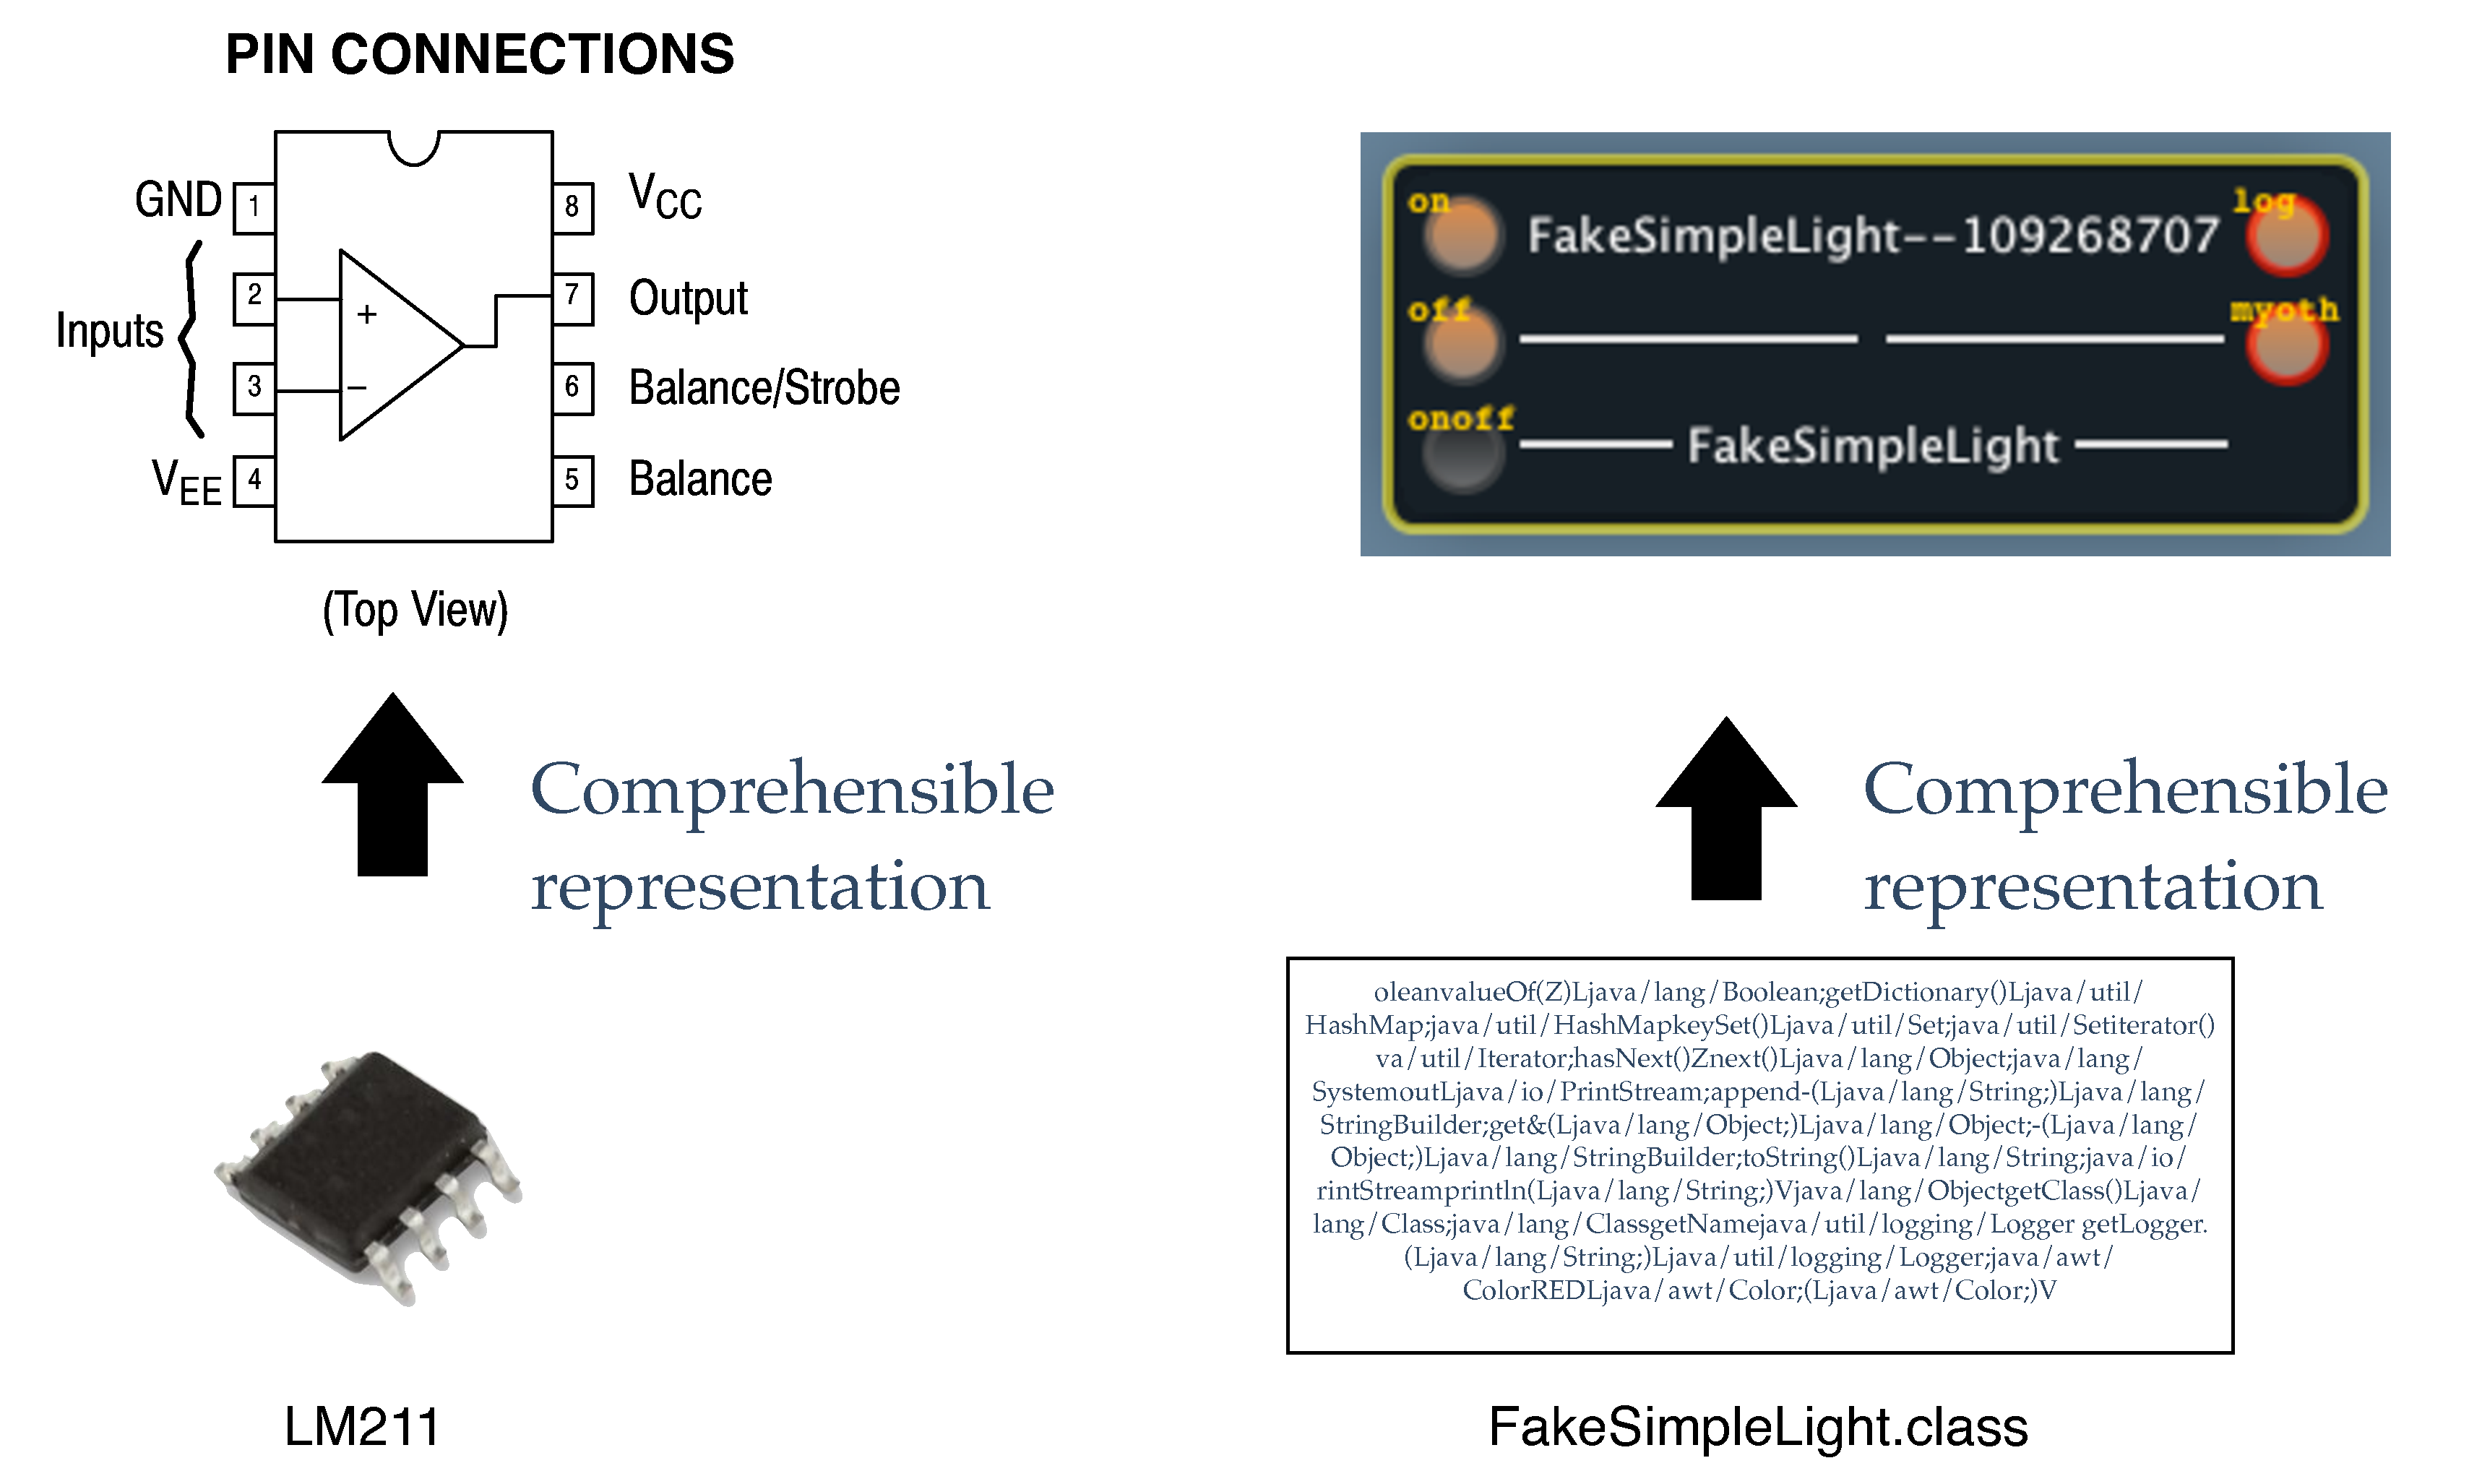 PIN CONNECTIONS
GND 1
8 VCC
Inputs
2
+
7 Output
3
−
6 Balance/Strobe
VEE 4
5 Balance
(Top View)
Comprehensible
representation
LM211
on FakeSimpleLight--109268707 log
off myoth
onoff FakeSimpleLight
Comprehensible
representation
oleanvalueOf(Z)Ljava/lang/Boolean;getDictionary()Ljava/util/
HashMap;java/util/HashMapkeySet()Ljava/util/Set;java/util/Setiterator()
va/util/Iterator;hasNext()Znext()Ljava/lang/Object;java/lang/
SystemoutLjava/io/PrintStream;append-(Ljava/lang/String;)Ljava/lang/
StringBuilder;get&(Ljava/lang/Object;)Ljava/lang/Object;-(Ljava/lang/
Object;)Ljava/lang/StringBuilder;toString()Ljava/lang/String;java/io/
rintStreamprintln(Ljava/lang/String;)Vjava/lang/ObjectgetClass()Ljava/
lang/Class;java/lang/ClassgetNamejava/util/logging/Logger getLogger.
(Ljava/lang/String;)Ljava/util/logging/Logger;java/awt/
ColorREDLjava/awt/Color;(Ljava/awt/Color;)V
FakeSimpleLight.class